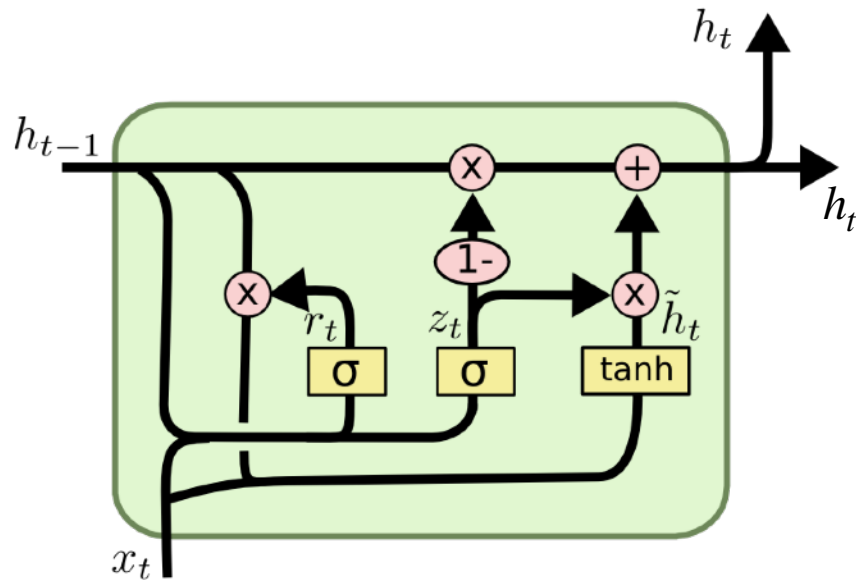 h_t
h_{t-1}
x +
h_t
1-
x r_t z_t x h̃_t
σ σ tanh
x_t